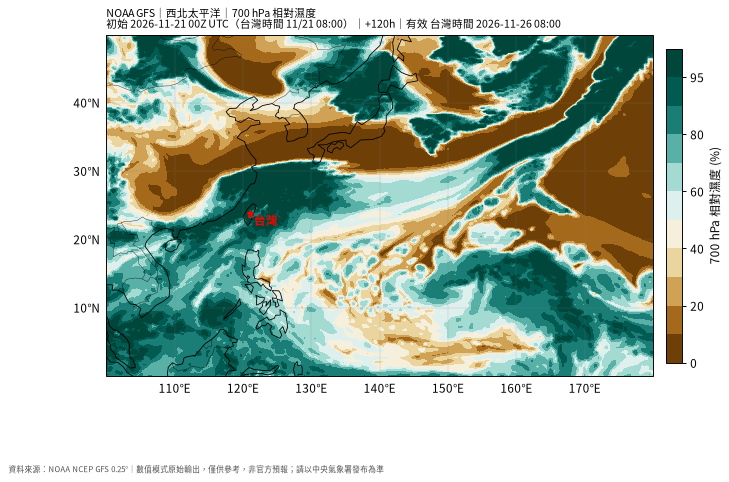 NOAA GFS｜西北太平洋｜700 hPa 相對濕度
初始 2026-11-21 00Z UTC（台灣時間 11/21 08:00）｜+120h｜有效 台灣時間 2026-11-26 08:00
40°N
30°N
20°N
10°N
台灣
110°E 120°E 130°E 140°E 150°E 160°E 170°E
95
80
60
40
20
0
700 hPa 相對濕度 (%)
資料來源：NOAA NCEP GFS 0.25°｜數值模式原始輸出，僅供參考，非官方預報；請以中央氣象署發布為準